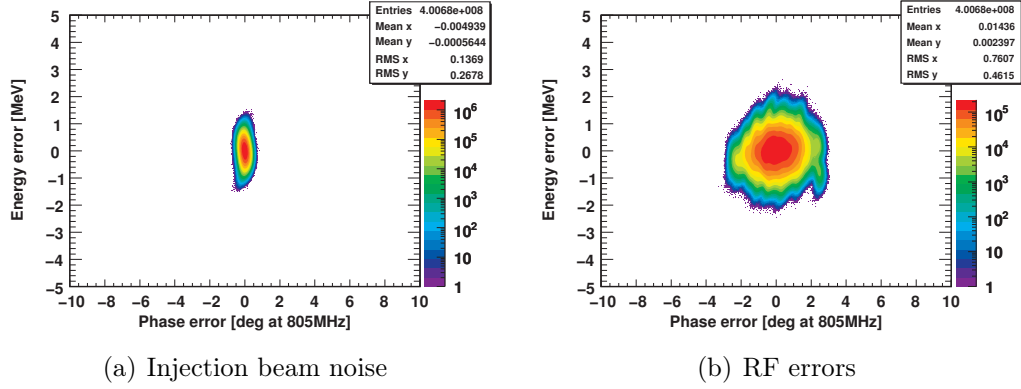 Entries 4.0068e+008
Mean x −0.004939
Mean y −0.0005644
RMS x 0.1369
RMS y 0.2678
Energy error [MeV]
5
4
3
2
1
0
−1
−2
−3
−4
−5
10⁶
10⁵
10⁴
10³
10²
10
1
−10 −8 −6 −4 −2 0 2 4 6 8 10
Phase error [deg at 805MHz]
(a) Injection beam noise
Entries 4.0068e+008
Mean x 0.01436
Mean y 0.002397
RMS x 0.7607
RMS y 0.4615
Energy error [MeV]
5
4
3
2
1
0
−1
−2
−3
−4
−5
10⁵
10⁴
10³
10²
10
1
−10 −8 −6 −4 −2 0 2 4 6 8 10
Phase error [deg at 805MHz]
(b) RF errors